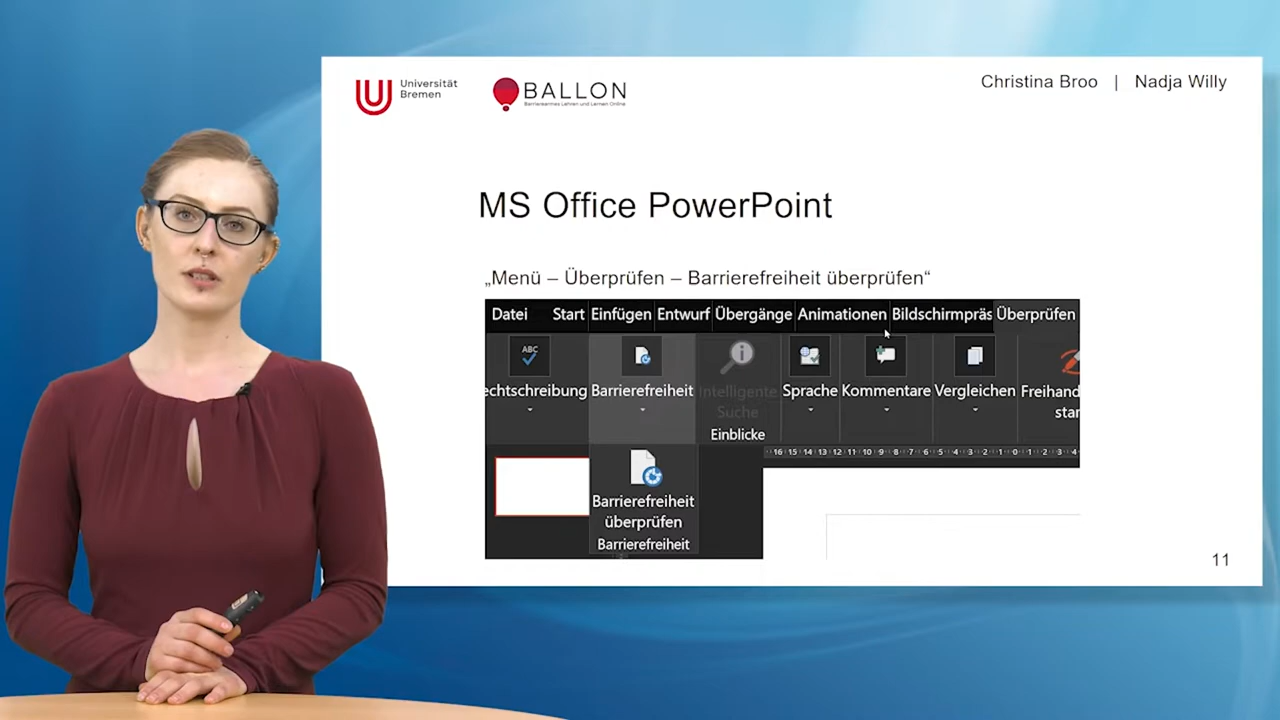 Universität
Bremen
BALLON
Barrierearmes Lehren und Lernen Online
Christina Broo | Nadja Willy
MS Office PowerPoint
„Menü – Überprüfen – Barrierefreiheit überprüfen“
Datei Start Einfügen Entwurf Übergänge Animationen Bildschirmpräs Überprüfen
ABC
echtschreibung Barrierefreiheit Intelligente Sprache Kommentare Vergleichen Freihan
Suche star
Einblicke
16 15 14 13 12 11 10 9 8 7 6 5 4 3 2 1 0 1 2 3 4
Barrierefreiheit
überprüfen
Barrierefreiheit
11